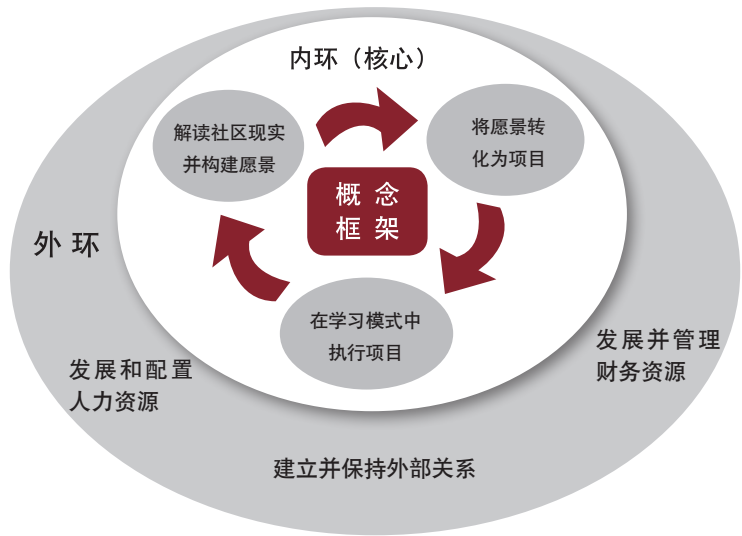 内环（核心）
解读社区现实
并构建愿景
将愿景转
化为项目
概念
框架
外环
在学习模式中
执行项目
发展和配置
人力资源
发展并管理
财务资源
建立并保持外部关系